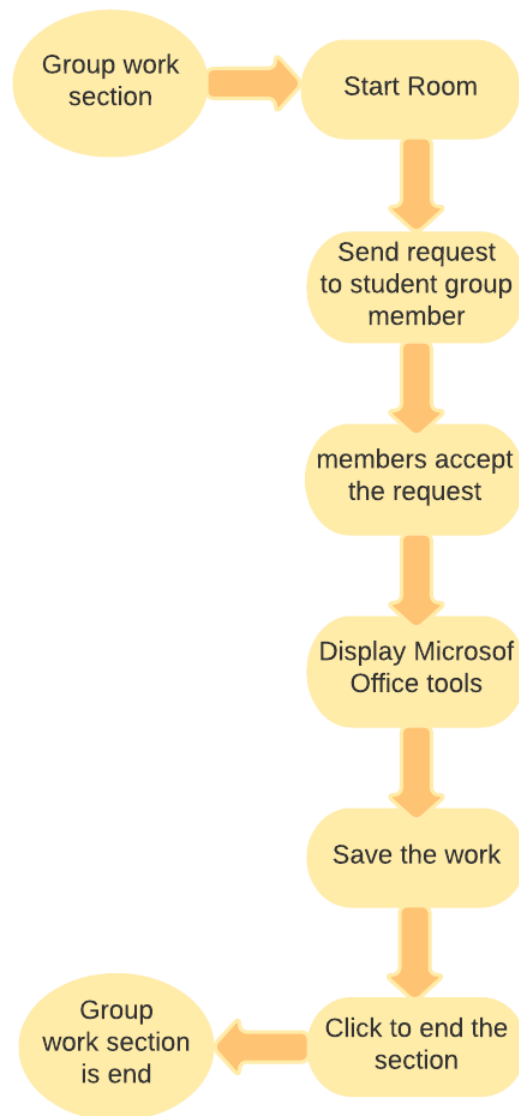 Group work
section
Start Room
Send request
to student group
member
members accept
the request
Display Microsof
Office tools
Save the work
Click to end the
section
Group
work section
is end